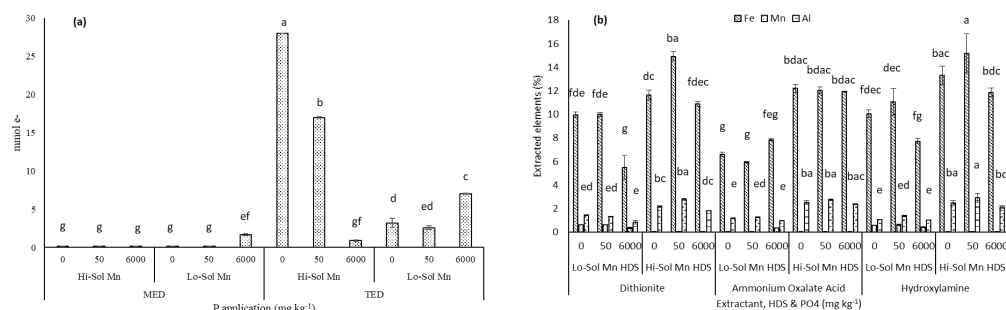 (a)
30
25
20
15
10
5
0
mmol e-
g g g g g ef a b gf d ed c
0 50 6000 0 50 6000 0 50 6000 0 50 6000
Hi-Sol Mn Lo-Sol Mn Hi-Sol Mn Lo-Sol Mn
MED TED
P application (mg kg-1)
(b)
Fe Mn Al
18
16
14
12
10
8
6
4
2
0
Extracted elements (%)
fde fde g dc ba fdec g g feg bdac bdac bdac fdec dec fg bac a bdc
ed ed e bc ba dc e ed e ba ba bac e ed e ba a bc
0 50 6000 0 50 6000 0 50 6000 0 50 6000 0 50 6000 0 50 6000
Lo-Sol Mn HDS Hi-Sol Mn HDS Lo-Sol Mn HDS Hi-Sol Mn HDS Lo-Sol Mn HDS Hi-Sol Mn HDS
Dithionite Ammonium Oxalate Acid Hydroxylamine
Extractant, HDS & PO4 (mg kg-1)